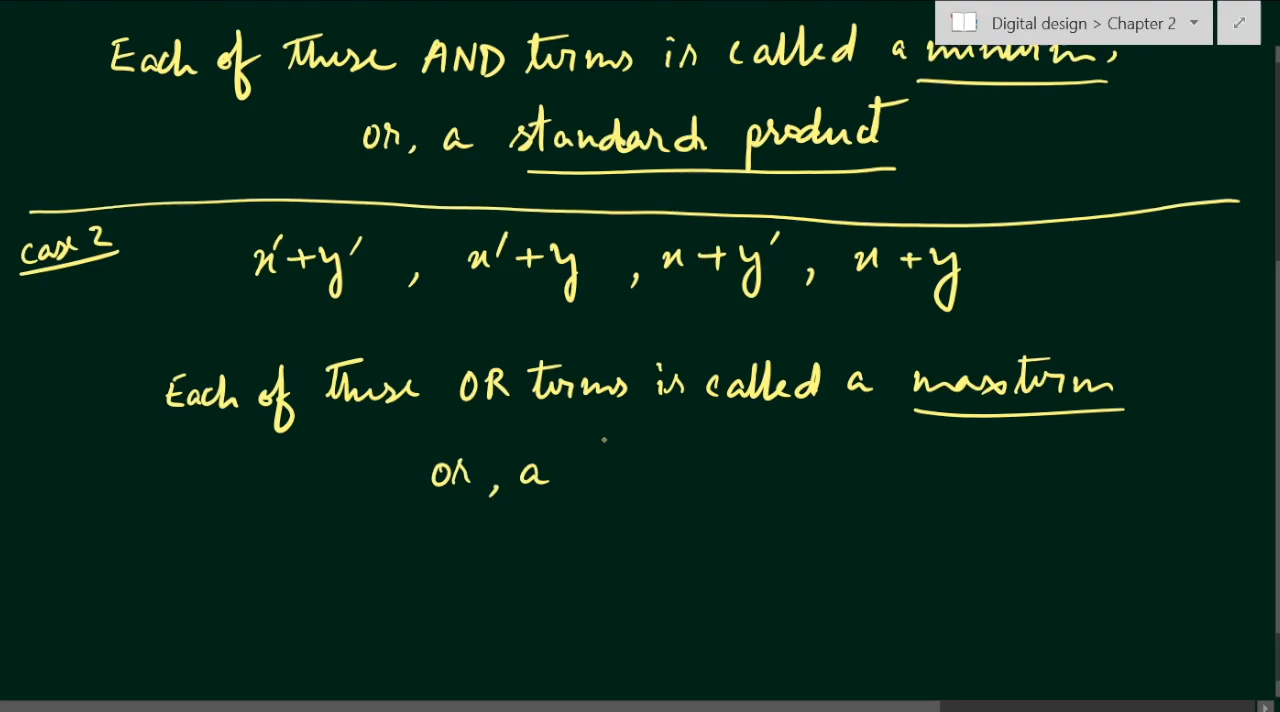 Digital design > Chapter 2
Each of these AND terms is called a minterm,
or, a standard product
case 2
x'+y' , x'+y , x+y' , x+y
Each of these OR terms is called a maxterm
or, a